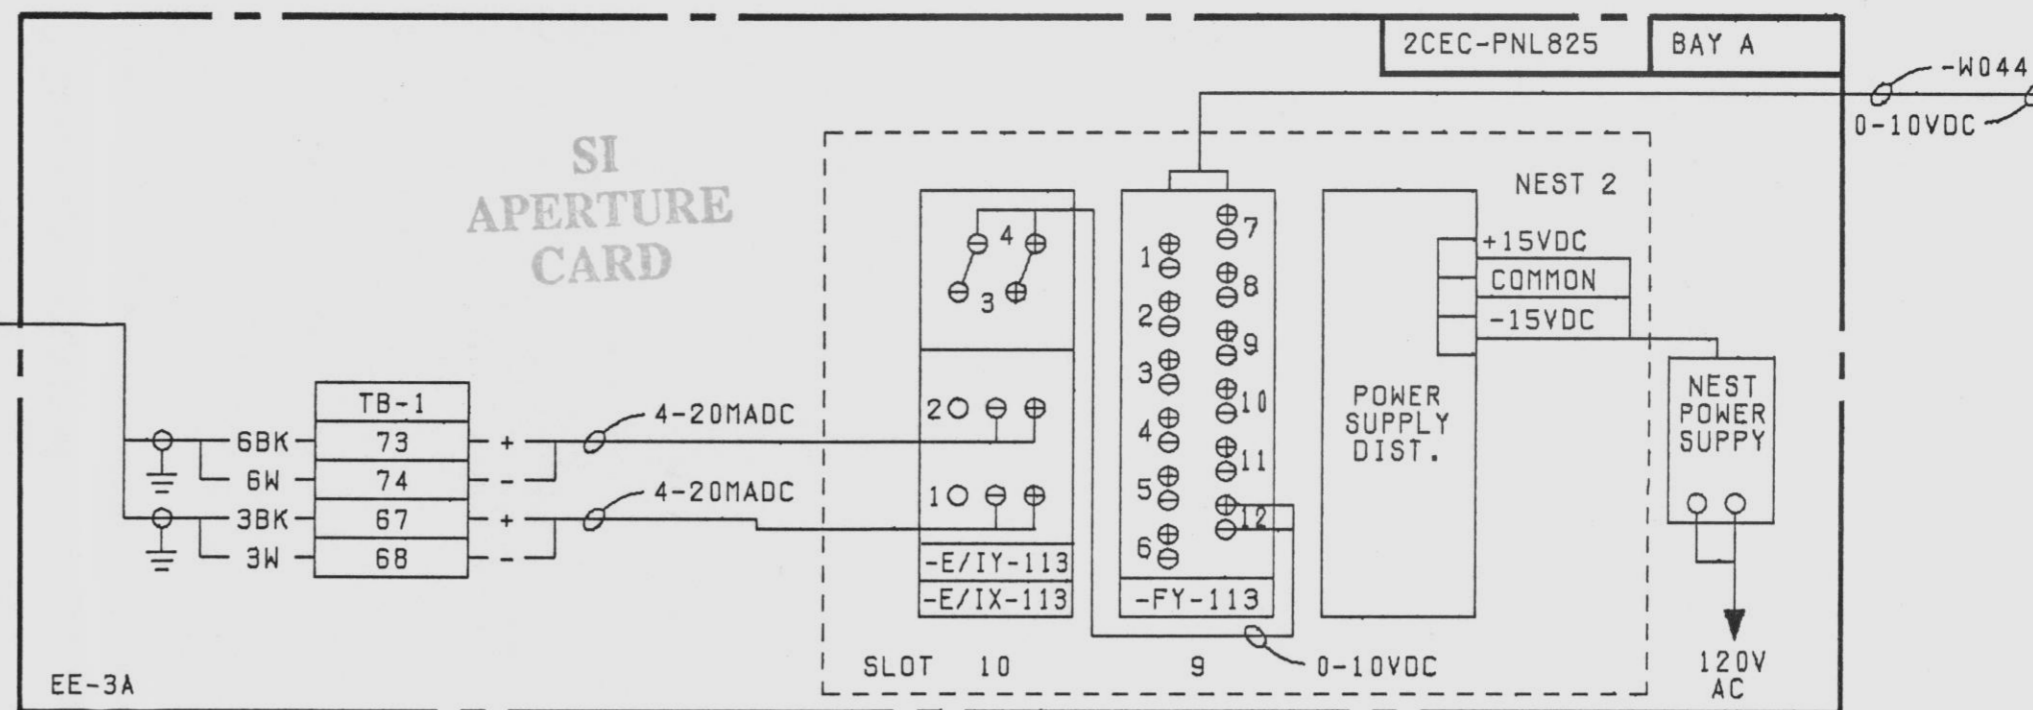 2CEC-PNL825
BAY A
-W044
0-10VDC
SI
APERTURE
CARD
NEST 2
4
3
7
1
8
2
9
3
10
4
11
5
12
6
+15VDC
COMMON
-15VDC
POWER
SUPPLY
DIST.
NEST
POWER
SUPPY
TB-1
6BK 73 +
6W 74 -
3BK 67 +
3W 68 -
4-20MADC
4-20MADC
2
1
-E/IY-113
-E/IX-113
-FY-113
0-10VDC
SLOT 10 9
120V
AC
EE-3A